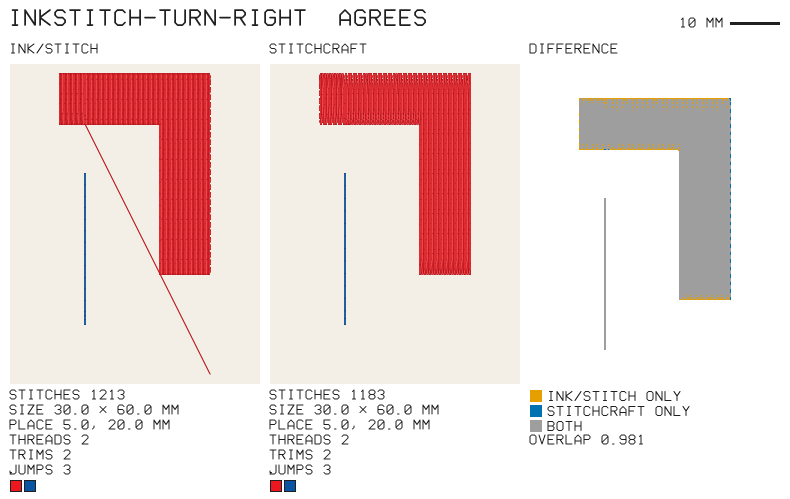 INKSTITCH-TURN-RIGHT AGREES
10 MM
INK/STITCH
STITCHCRAFT
DIFFERENCE
STITCHES 1213
SIZE 30.0 × 60.0 MM
PLACE 5.0, 20.0 MM
THREADS 2
TRIMS 2
JUMPS 3
STITCHES 1183
SIZE 30.0 × 60.0 MM
PLACE 5.0, 20.0 MM
THREADS 2
TRIMS 2
JUMPS 3
INK/STITCH ONLY
STITCHCRAFT ONLY
BOTH
OVERLAP 0.981